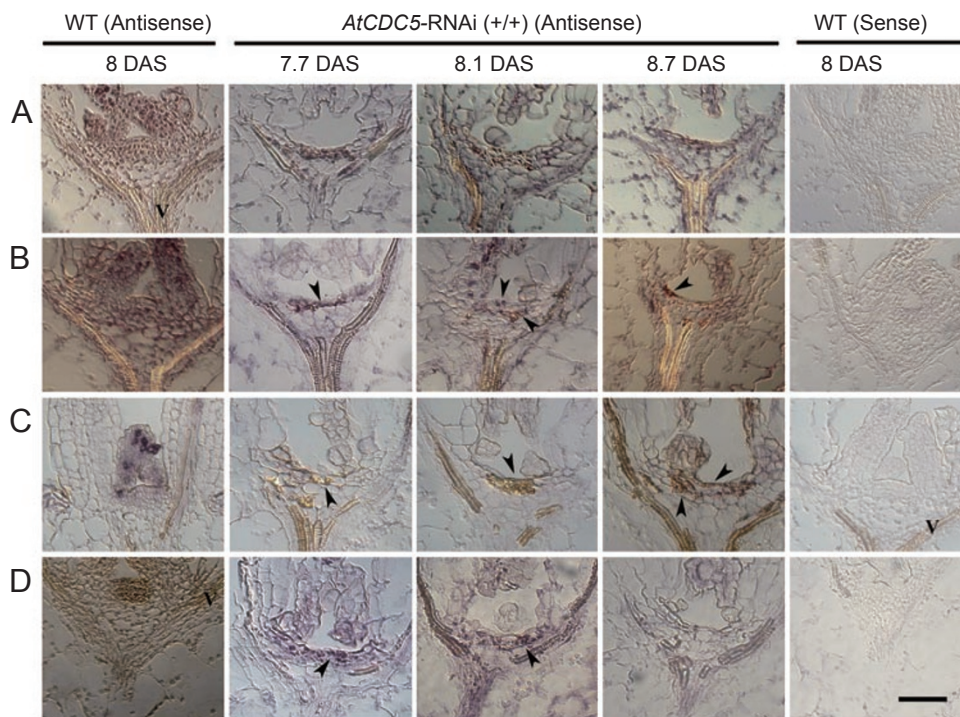 WT (Antisense) AtCDC5-RNAi (+/+) (Antisense) WT (Sense)
8 DAS 7.7 DAS 8.1 DAS 8.7 DAS 8 DAS
A
V
B
C
V
D
V